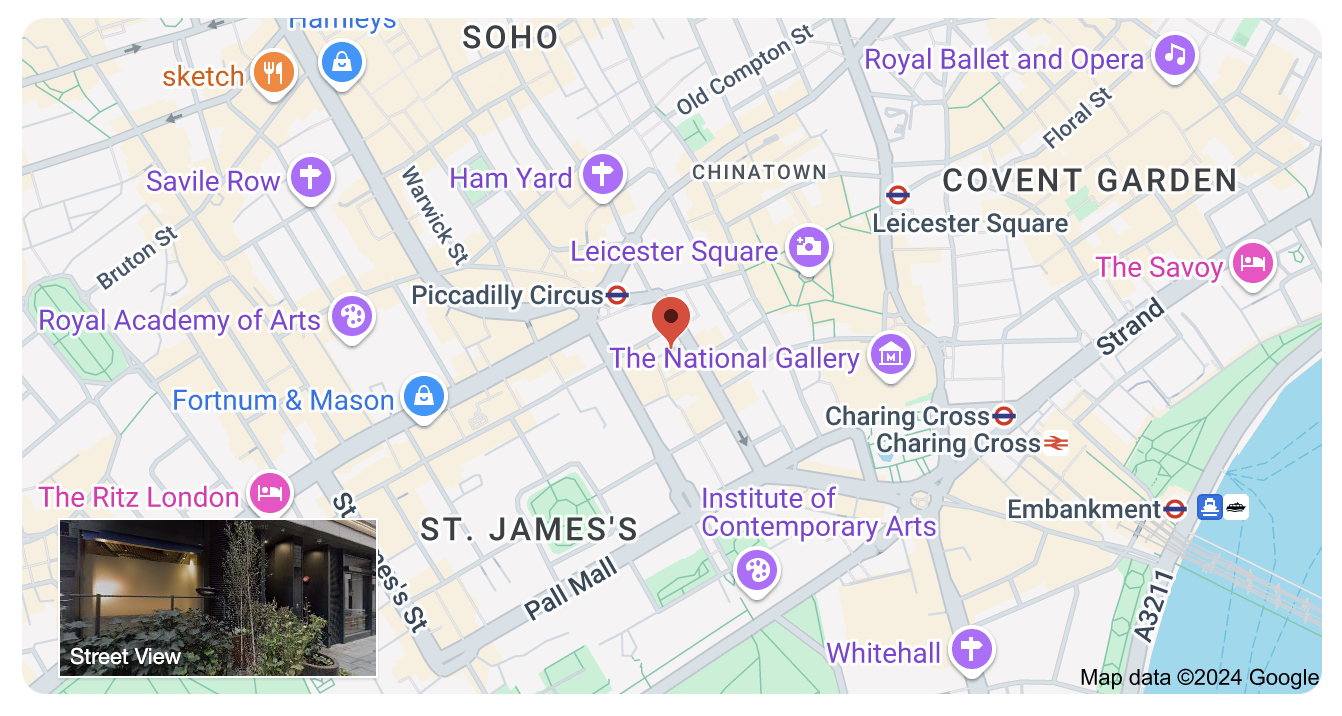 Hamleys
SOHO
sketch
Old Compton St
Royal Ballet and Opera
Floral St
Savile Row
Warwick St
Ham Yard
CHINATOWN
COVENT GARDEN
Leicester Square
Bruton St
Leicester Square
The Savoy
Piccadilly Circus
Royal Academy of Arts
Strand
The National Gallery
Fortnum & Mason
Charing Cross
Charing Cross
The Ritz London
Institute of
Contemporary Arts
Embankment
ST. JAMES'S
St
mes's St
Pall Mall
A3211
Whitehall
Street View
Map data ©2024 Google